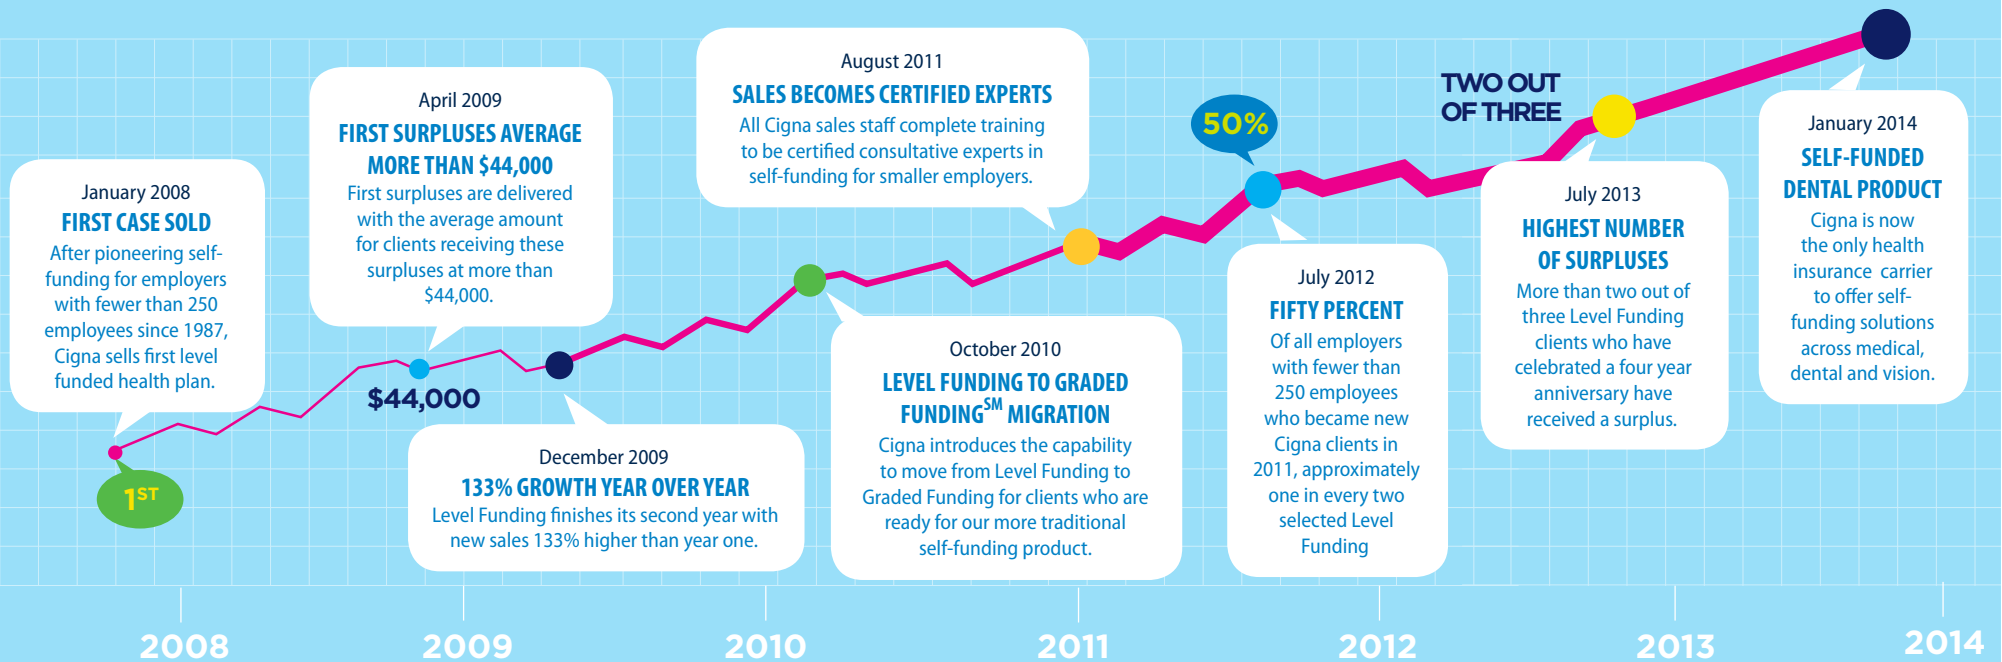 January 2008
FIRST CASE SOLD
After pioneering self-
funding for employers
with fewer than 250
employees since 1987,
Cigna sells first level
funded health plan.
1ST
April 2009
FIRST SURPLUSES AVERAGE
MORE THAN $44,000
First surpluses are delivered
with the average amount
for clients receiving these
surpluses at more than
$44,000.
$44,000
December 2009
133% GROWTH YEAR OVER YEAR
Level Funding finishes its second year with
new sales 133% higher than year one.
October 2010
LEVEL FUNDING TO GRADED
FUNDINGSM MIGRATION
Cigna introduces the capability
to move from Level Funding to
Graded Funding for clients who are
ready for our more traditional
self-funding product.
August 2011
SALES BECOMES CERTIFIED EXPERTS
All Cigna sales staff complete training
to be certified consultative experts in
self-funding for smaller employers.
50%
July 2012
FIFTY PERCENT
Of all employers
with fewer than
250 employees
who became new
Cigna clients in
2011, approximately
one in every two
selected Level
Funding
TWO OUT
OF THREE
July 2013
HIGHEST NUMBER
OF SURPLUSES
More than two out of
three Level Funding
clients who have
celebrated a four year
anniversary have
received a surplus.
January 2014
SELF-FUNDED
DENTAL PRODUCT
Cigna is now
the only health
insurance carrier
to offer self-
funding solutions
across medical,
dental and vision.
2008
2009
2010
2011
2012
2013
2014